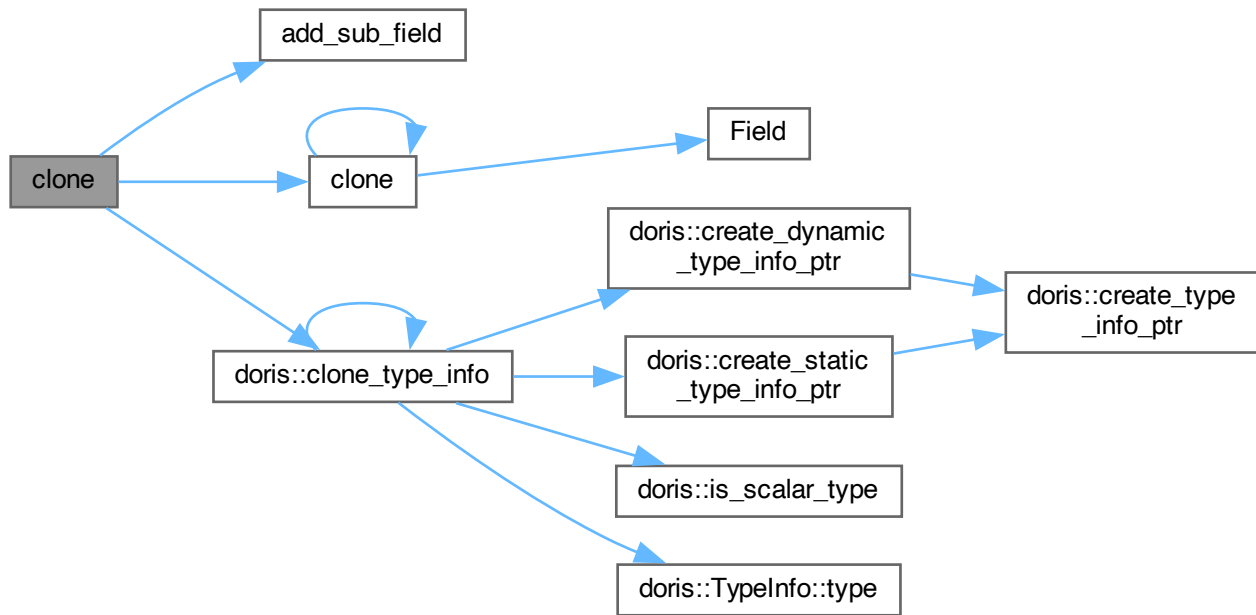 clone
add_sub_field
clone
Field
doris::clone_type_info
doris::create_dynamic
_type_info_ptr
doris::create_static
_type_info_ptr
doris::create_type
_info_ptr
doris::is_scalar_type
doris::TypeInfo::type